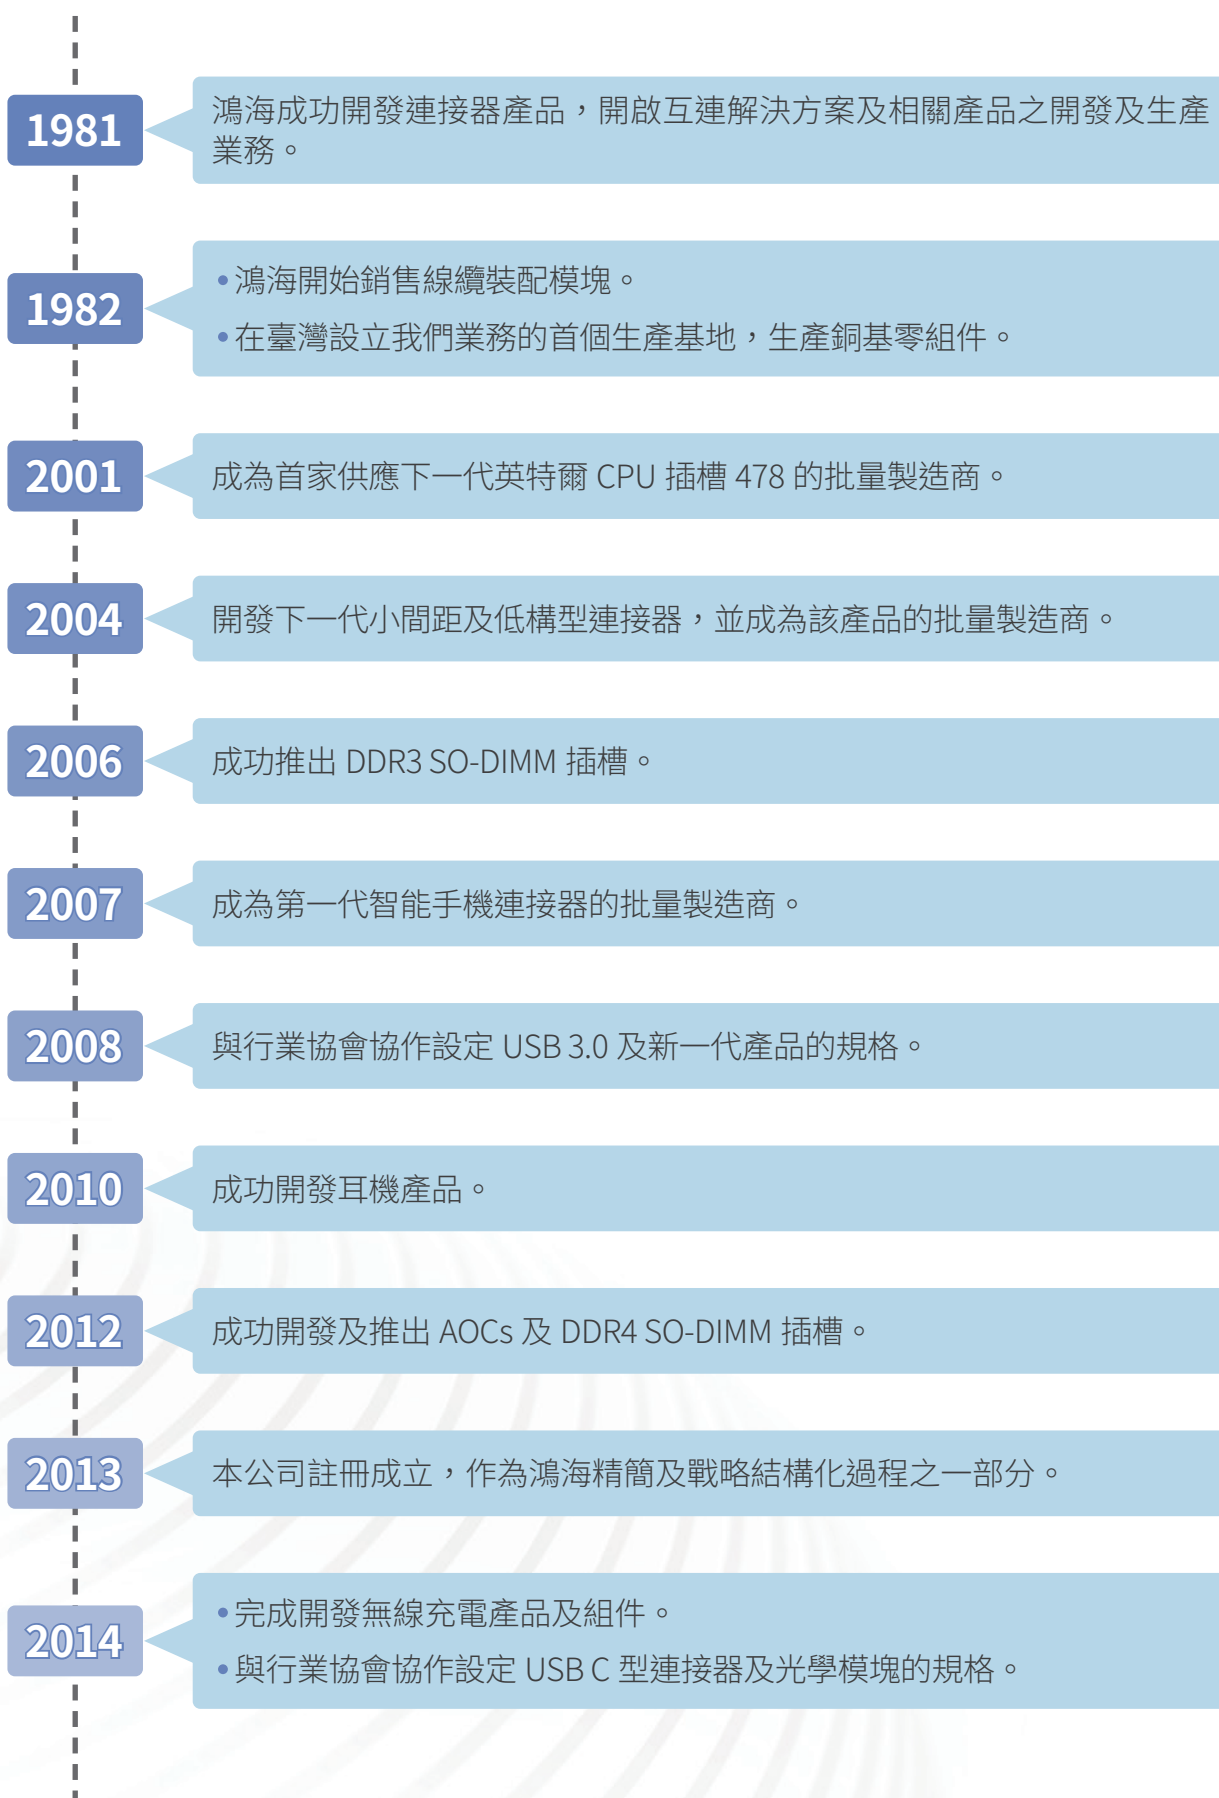 1981
鴻海成功開發連接器產品，開啟互連解決方案及相關產品之開發及生產
業務。
1982
•鴻海開始銷售線纜裝配模塊。
•在臺灣設立我們業務的首個生產基地，生產銅基零組件。
2001
成為首家供應下一代英特爾 CPU 插槽 478 的批量製造商。
2004
開發下一代小間距及低構型連接器，並成為該產品的批量製造商。
2006
成功推出 DDR3 SO-DIMM 插槽。
2007
成為第一代智能手機連接器的批量製造商。
2008
與行業協會協作設定 USB 3.0 及新一代產品的規格。
2010
成功開發耳機產品。
2012
成功開發及推出 AOCs 及 DDR4 SO-DIMM 插槽。
2013
本公司註冊成立，作為鴻海精簡及戰略結構化過程之一部分。
2014
•完成開發無線充電產品及組件。
•與行業協會協作設定 USB C 型連接器及光學模塊的規格。